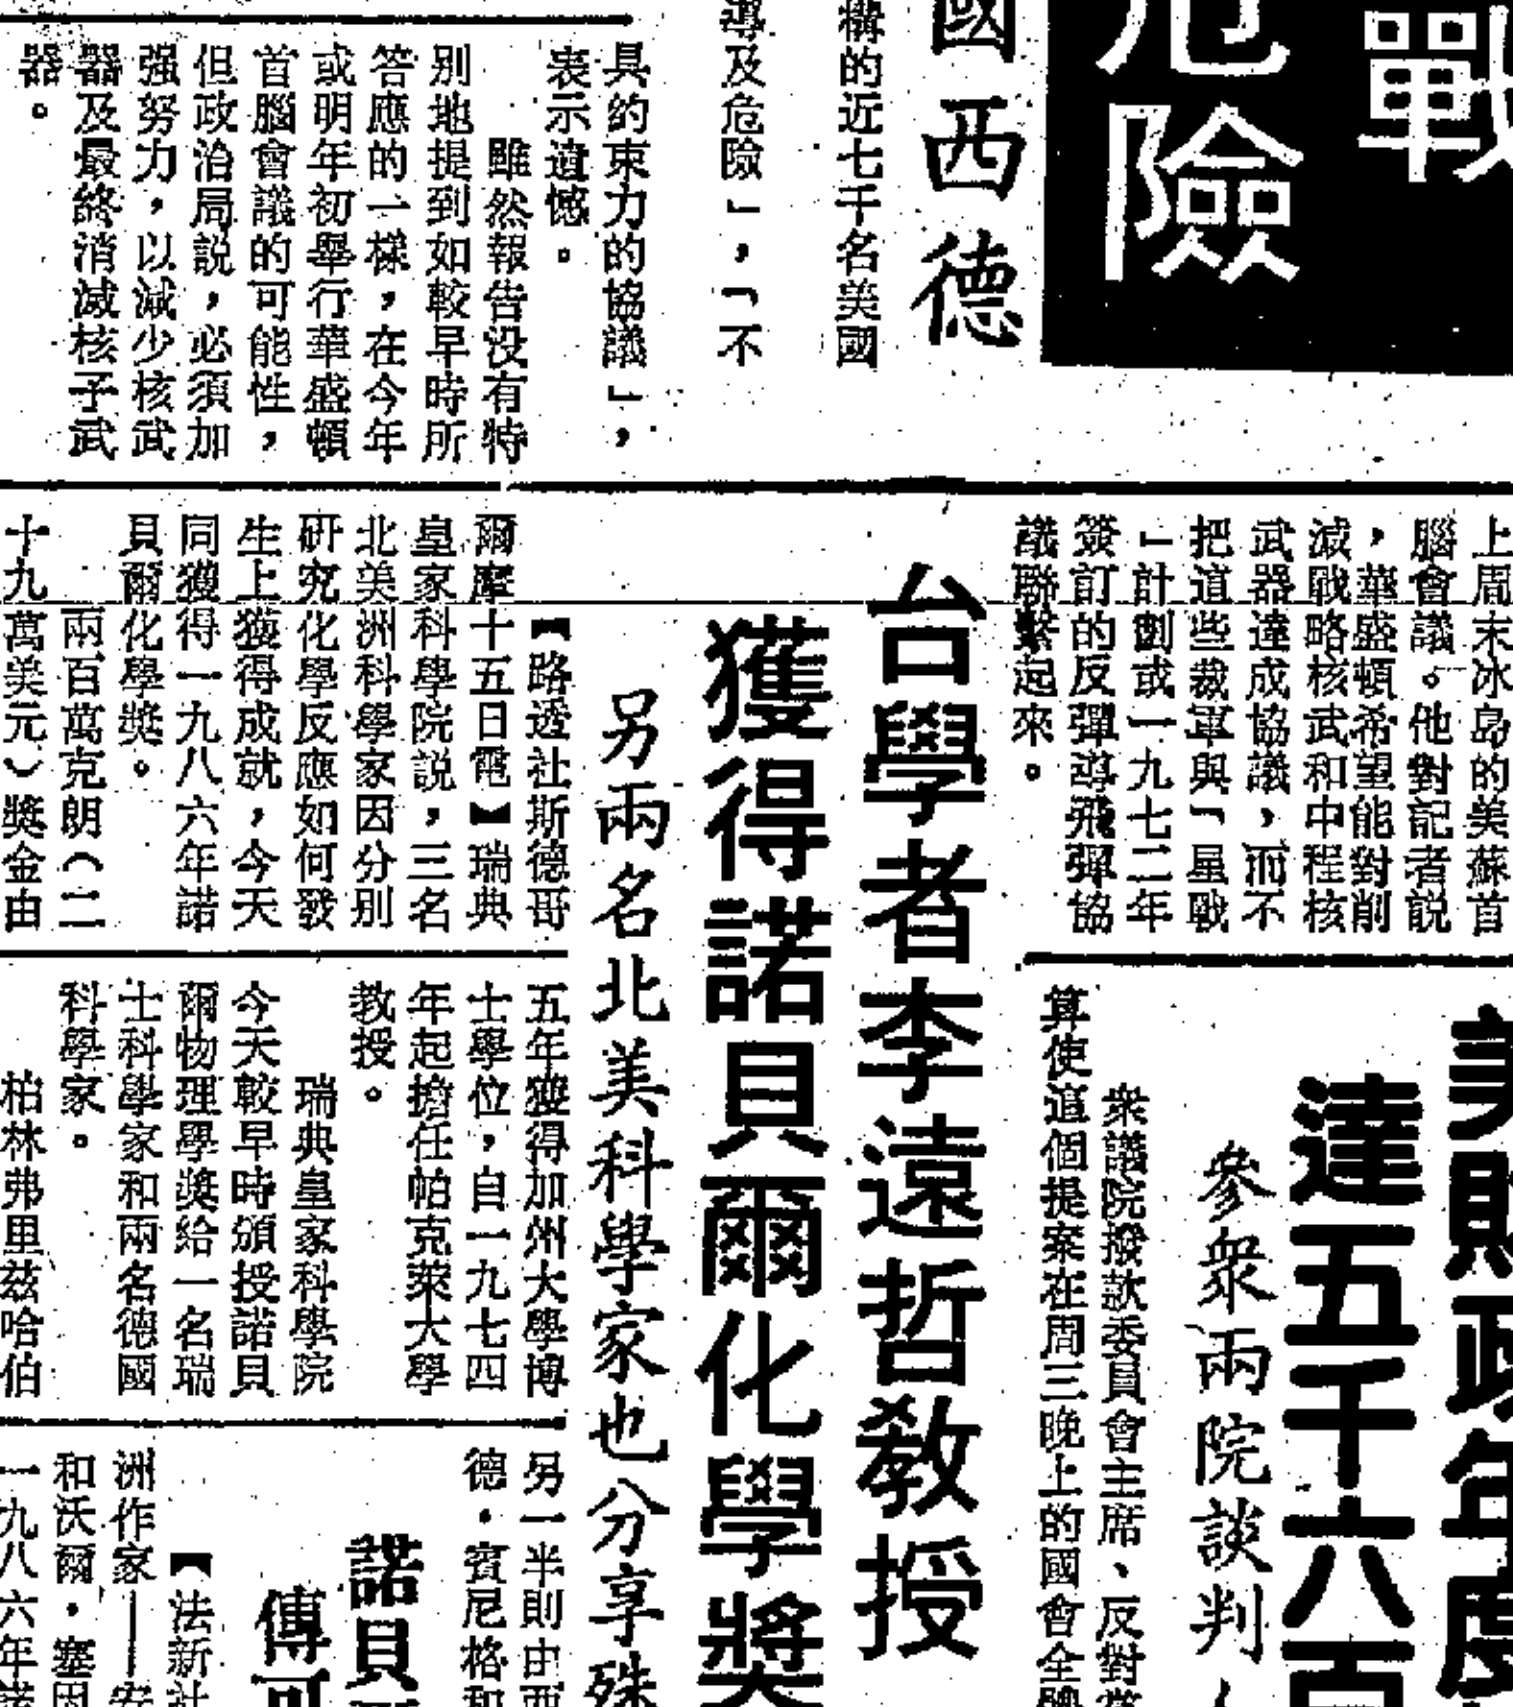 戰
危險
國西德
構的近七千名美國
導及危險」，「不
具約束力的協議」，
表示遺憾。
雖然報告没有特
別地提到如較早時所
答應的一樣，在今年
或明年初舉行華盛頓
首腦會議的可能性，
但政治局説，必須加
强努力，以減少核武
器及最終消滅核子武
器。
上周末冰島的美蘇首
腦會議。他對記者説
，華盛頓希望能對削
減戰略核武和中程核
武器達成協議，而不
把這些裁軍與「星戰
」計劃或一九七二年
簽訂的反彈導飛彈協
議聯繫起來。
台學者李遠哲教授
獲得諾貝爾化學獎
另兩名北美科學家也分享殊
【路透社斯德哥
爾摩十五日電】瑞典
皇家科學院説，三名
北美洲科學家因分別
研究化學反應如何發
生上獲得成就，今天
同獲得一九八六年諾
貝爾化學獎。
兩百萬克朗（二
十九萬美元）獎金由
五年獲得加州大學博
士學位，自一九七四
年起擔任帕克萊大學
教授。
瑞典皇家科學院
今天較早時頒授諾貝
爾物理學獎給一名瑞
士科學家和兩名德國
科學家。
柏林弗里兹哈伯
另一半則由西
德·賓尼格和
諾貝
傳可
【法新社
洲作家——安
和沃爾·塞因
一九八六年諾
美財政年度
達五千六百
參衆兩院談判
衆議院撥款委員會主席、反對黨
算使這個提案在周三晚上的國會全體